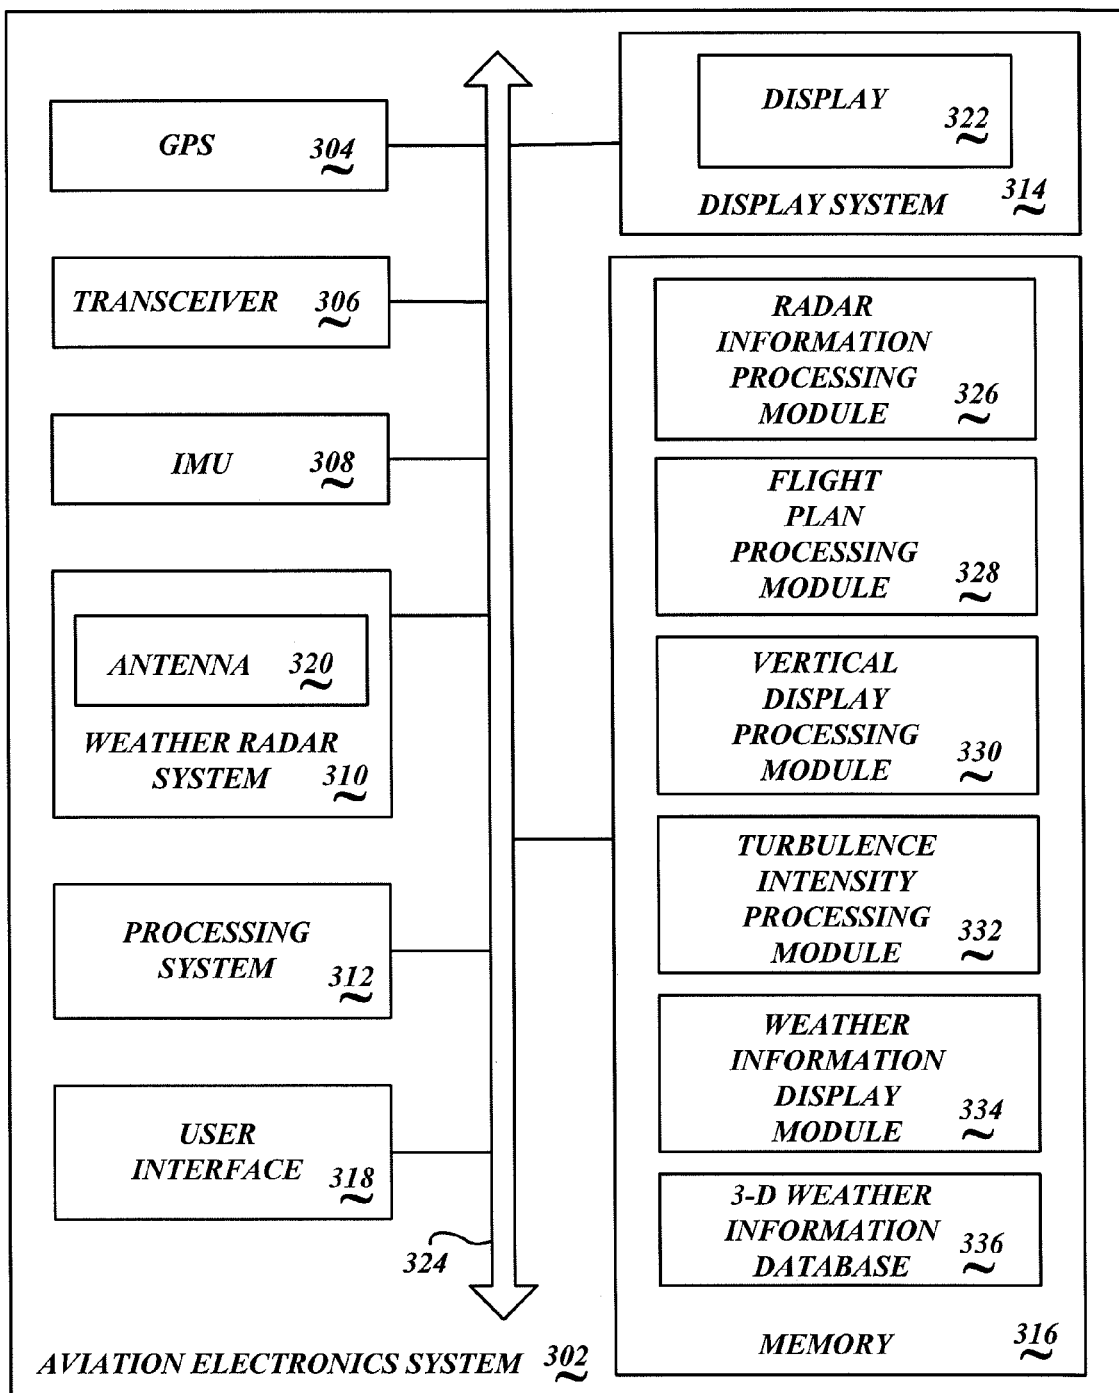 GPS 304
TRANSCEIVER 306
IMU 308
ANTENNA 320
WEATHER RADAR
SYSTEM 310
PROCESSING
SYSTEM 312
USER
INTERFACE 318
324
AVIATION ELECTRONICS SYSTEM 302
DISPLAY 322
DISPLAY SYSTEM 314
RADAR
INFORMATION
PROCESSING
MODULE 326
FLIGHT
PLAN
PROCESSING
MODULE 328
VERTICAL
DISPLAY
PROCESSING
MODULE 330
TURBULENCE
INTENSITY
PROCESSING
MODULE 332
WEATHER
INFORMATION
DISPLAY
MODULE 334
3-D WEATHER
INFORMATION
DATABASE 336
MEMORY 316